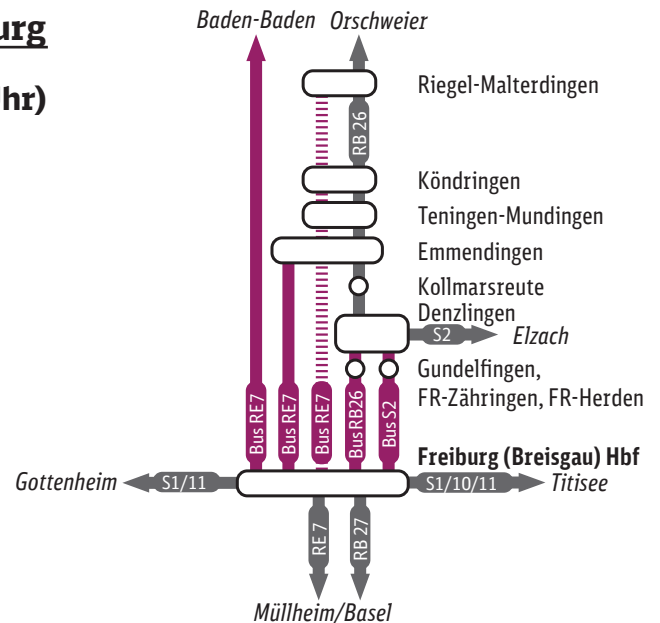 urg
hr)
Baden-Baden
Orschweier
Riegel-Malterdingen
RB 26
Köndringen
Teningen-Mundingen
Emmendingen
Kollmarsreute
Denzlingen
S2
Elzach
Gundelfingen,
FR-Zähringen, FR-Herden
Bus RE7
Bus RE7
Bus RE7
Bus RB26
Bus S2
Freiburg (Breisgau) Hbf
Gottenheim
S1/11
S1/10/11
Titisee
RE 7
RB 27
Müllheim/Basel